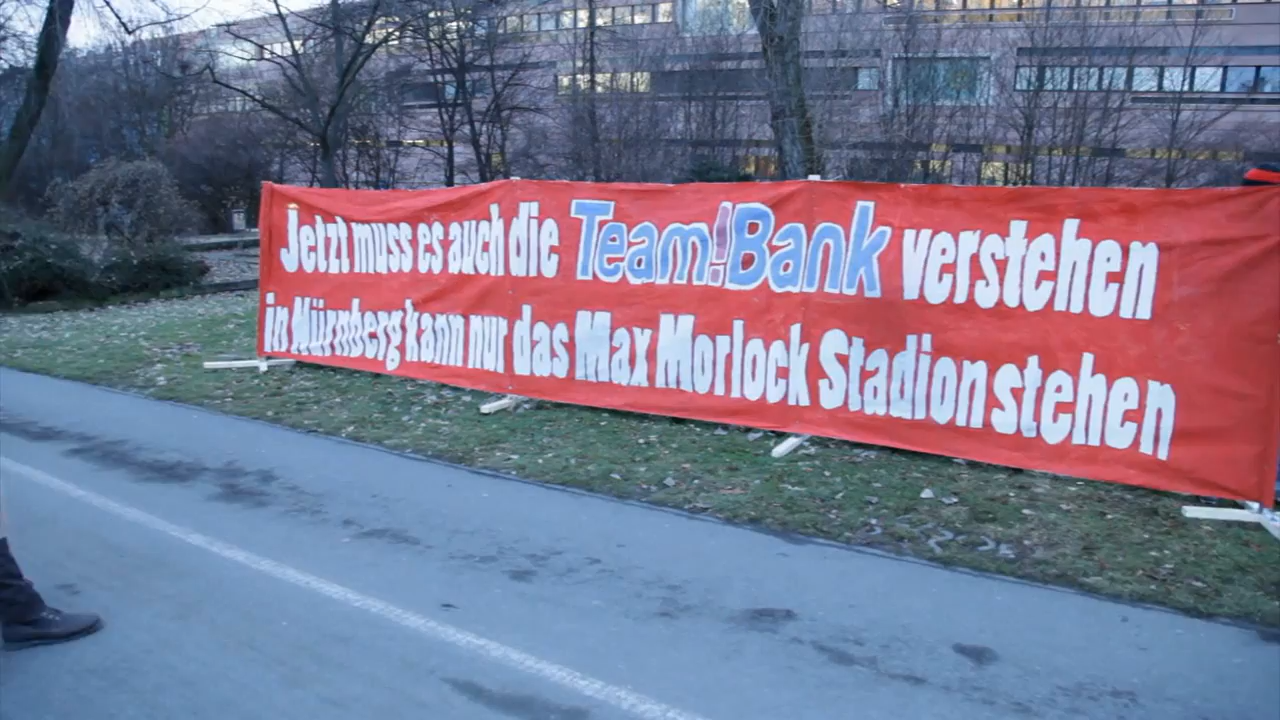 Jetzt muss es auch die Team!Bank verstehen
in Nürnberg kann nur das Max Morlock Stadion stehen